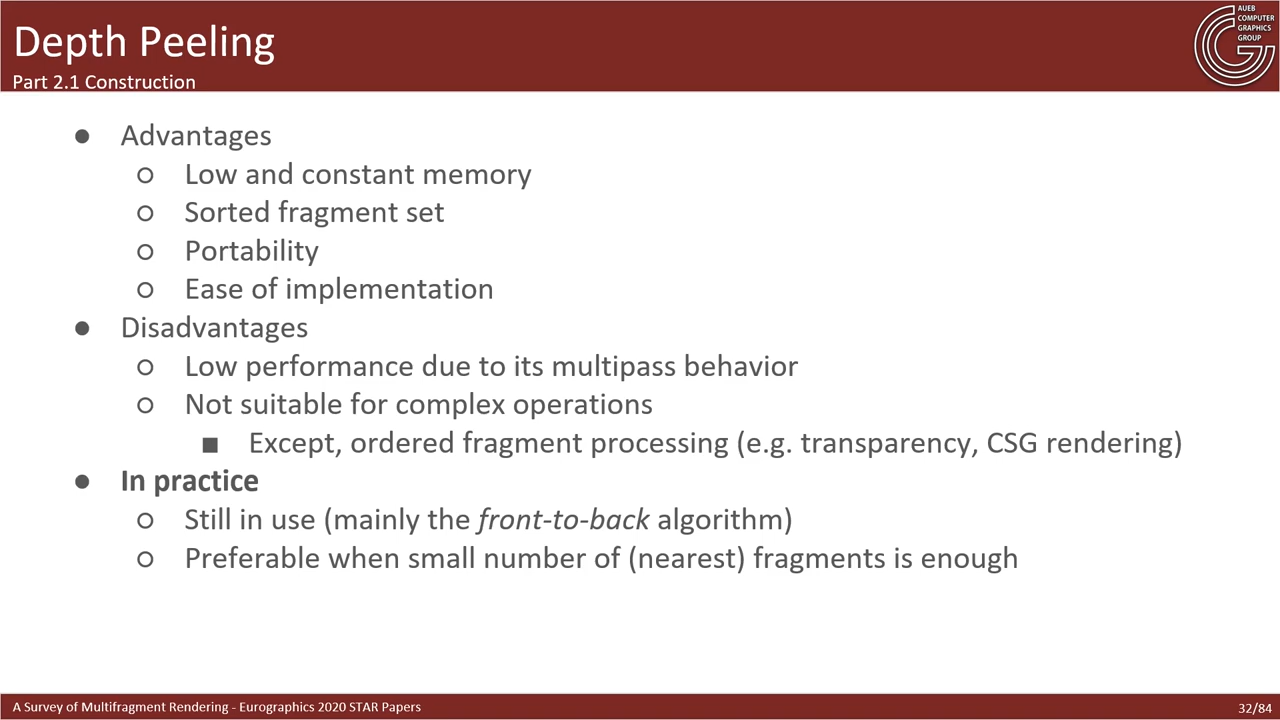 Depth Peeling
Part 2.1 Construction
AUEB
COMPUTER
GRAPHICS
GROUP
● Advantages
○ Low and constant memory
○ Sorted fragment set
○ Portability
○ Ease of implementation
● Disadvantages
○ Low performance due to its multipass behavior
○ Not suitable for complex operations
■ Except, ordered fragment processing (e.g. transparency, CSG rendering)
● In practice
○ Still in use (mainly the front-to-back algorithm)
○ Preferable when small number of (nearest) fragments is enough
A Survey of Multifragment Rendering - Eurographics 2020 STAR Papers
32/84